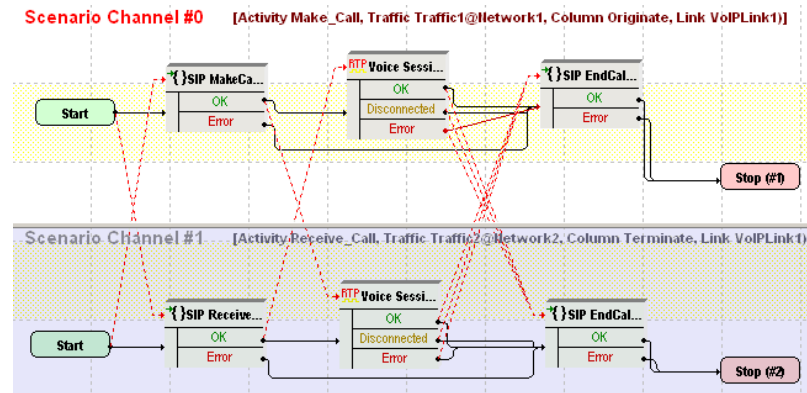 Scenario Channel #0 [Activity Make_Call, Traffic Traffic1@Network1, Column Originate, Link VoIPLink1)]
Start
{}SIP MakeCa...
OK
Error
RTP Voice Sessi...
OK
Disconnected
Error
{}SIP EndCal...
OK
Error
Stop (#1)
Scenario Channel #1 [Activity Receive_Call, Traffic Traffic2@Network2, Column Terminate, Link VoIPLink1)
Start
{}SIP Receive...
OK
Error
RTP Voice Sessi...
OK
Disconnected
Error
{}SIP EndCal...
OK
Error
Stop (#2)